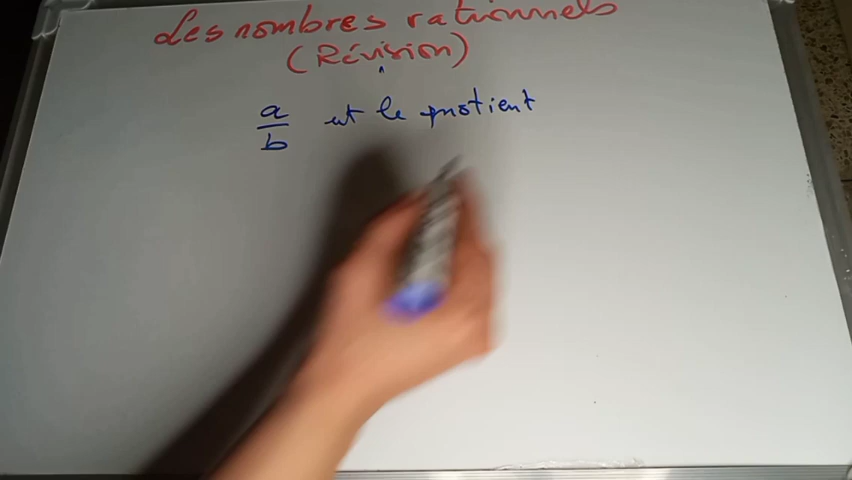 Les nombres rationnels
(Révision)
a
b
est le quotient